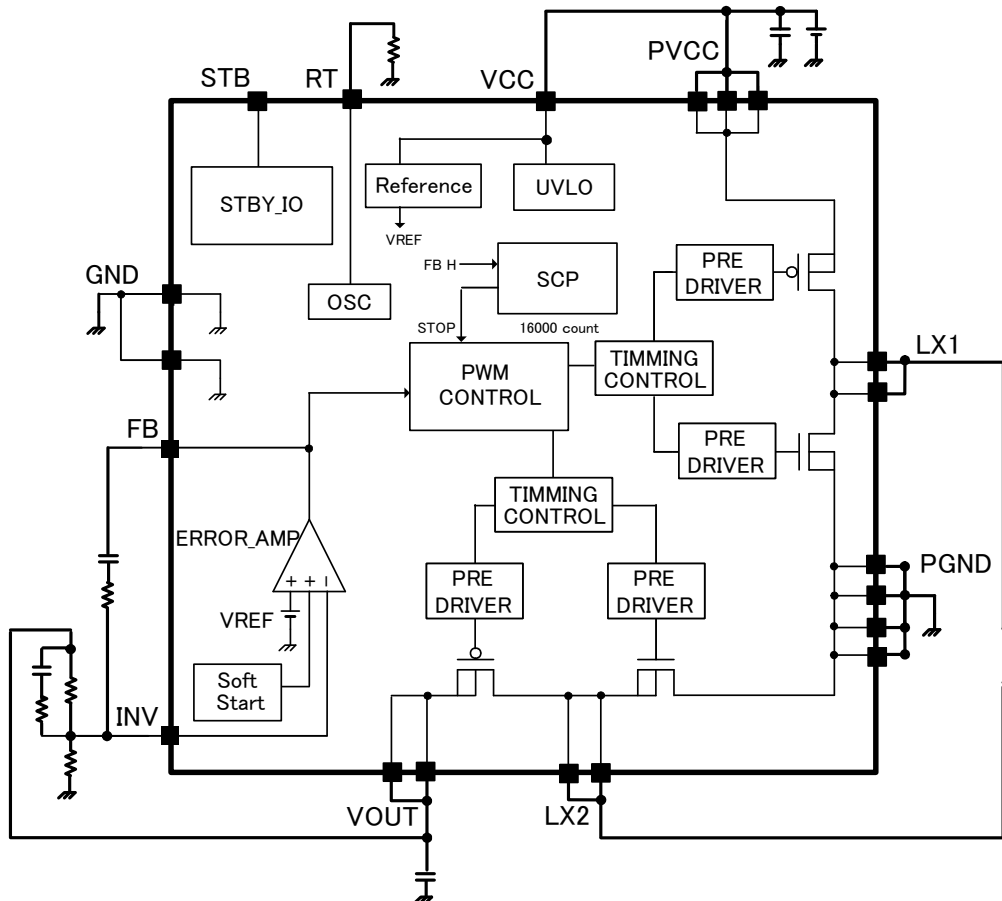 PVCC
STB
RT
VCC
STBY_IO
Reference
UVLO
VREF
GND
OSC
FB H
SCP
STOP
16000 count
PRE
DRIVER
PWM
CONTROL
TIMMING
CONTROL
LX1
FB
PRE
DRIVER
TIMMING
CONTROL
ERROR_AMP
+ + −
VREF
PRE
DRIVER
PRE
DRIVER
PGND
Soft
Start
INV
VOUT
LX2